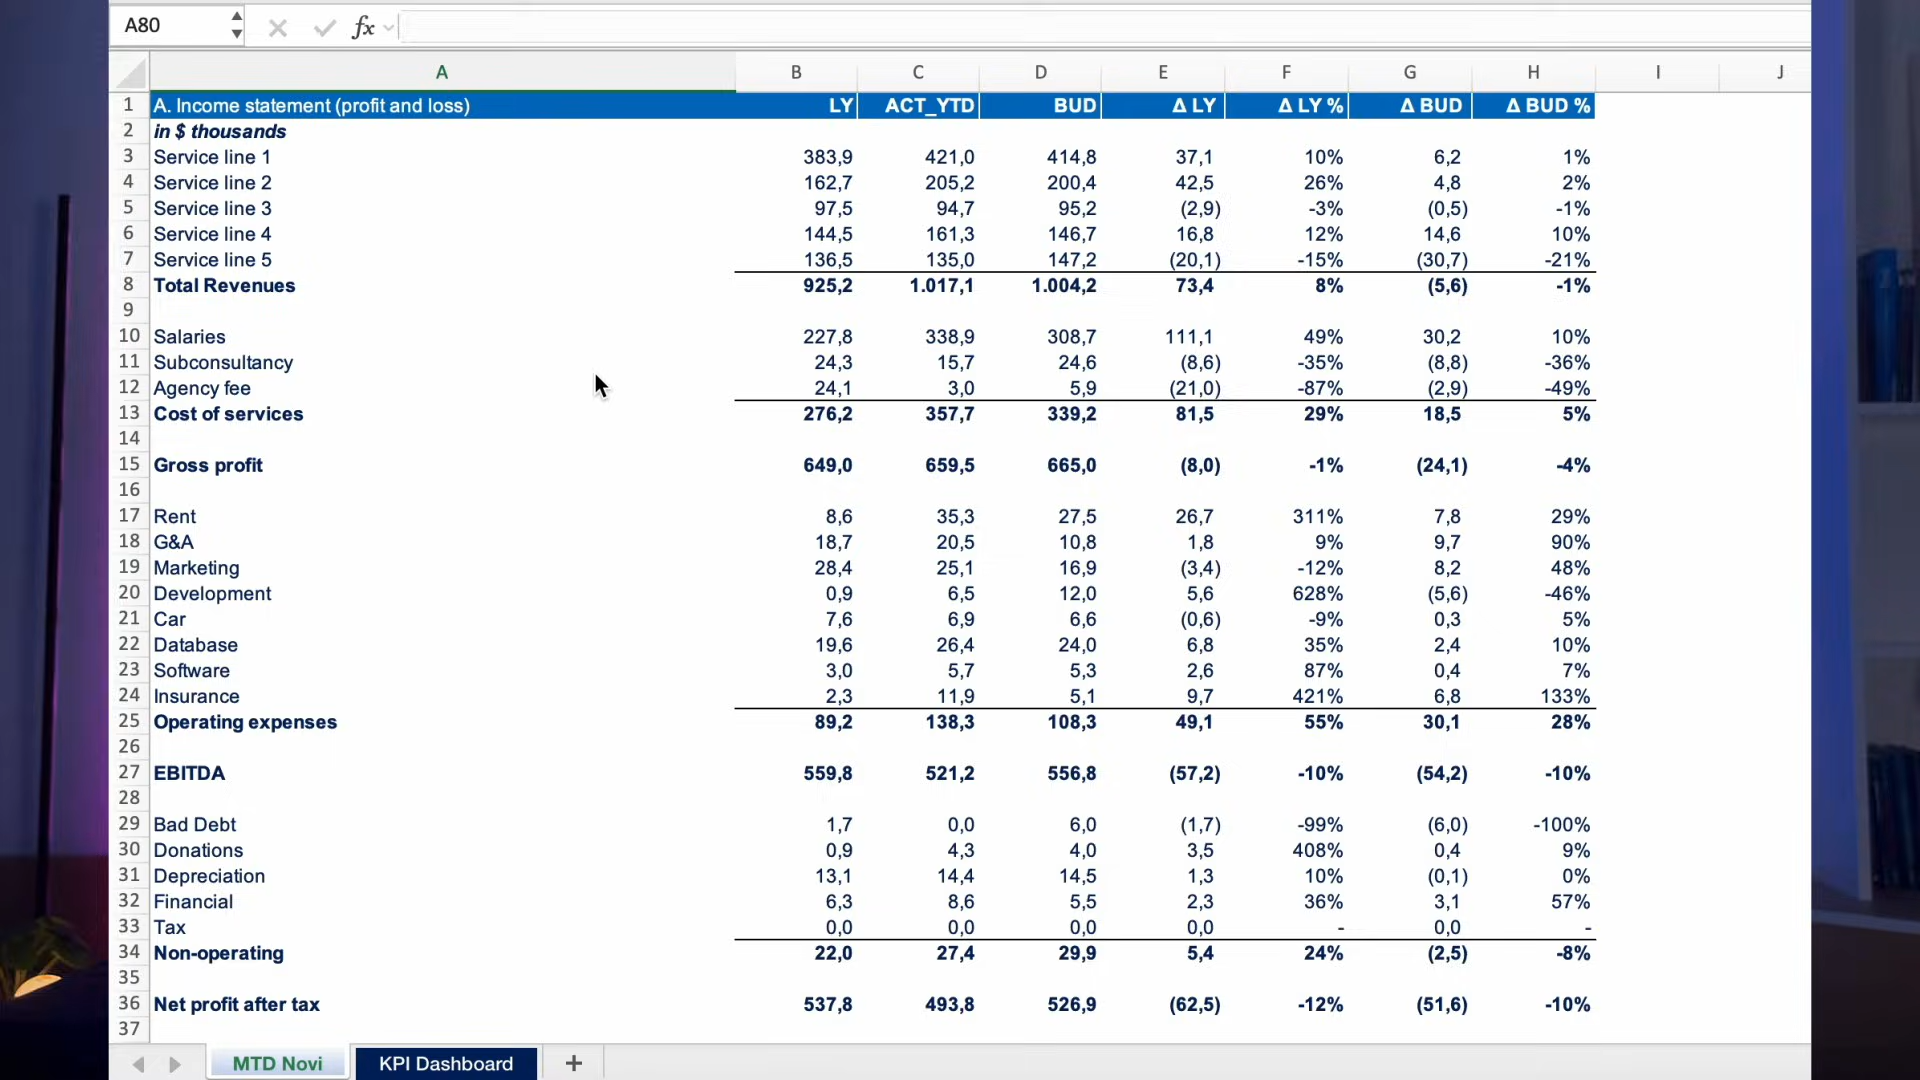 A80 fx
A B C D E F G H I J
1 A. Income statement (profit and loss) LY ACT_YTD BUD Δ LY Δ LY % Δ BUD Δ BUD %
2 in $ thousands
3 Service line 1 383,9 421,0 414,8 37,1 10% 6,2 1%
4 Service line 2 162,7 205,2 200,4 42,5 26% 4,8 2%
5 Service line 3 97,5 94,7 95,2 (2,9) -3% (0,5) -1%
6 Service line 4 144,5 161,3 146,7 16,8 12% 14,6 10%
7 Service line 5 136,5 135,0 147,2 (20,1) -15% (30,7) -21%
8 Total Revenues 925,2 1.017,1 1.004,2 73,4 8% (5,6) -1%
9
10 Salaries 227,8 338,9 308,7 111,1 49% 30,2 10%
11 Subconsultancy 24,3 15,7 24,6 (8,6) -35% (8,8) -36%
12 Agency fee 24,1 3,0 5,9 (21,0) -87% (2,9) -49%
13 Cost of services 276,2 357,7 339,2 81,5 29% 18,5 5%
14
15 Gross profit 649,0 659,5 665,0 (8,0) -1% (24,1) -4%
16
17 Rent 8,6 35,3 27,5 26,7 311% 7,8 29%
18 G&A 18,7 20,5 10,8 1,8 9% 9,7 90%
19 Marketing 28,4 25,1 16,9 (3,4) -12% 8,2 48%
20 Development 0,9 6,5 12,0 5,6 628% (5,6) -46%
21 Car 7,6 6,9 6,6 (0,6) -9% 0,3 5%
22 Database 19,6 26,4 24,0 6,8 35% 2,4 10%
23 Software 3,0 5,7 5,3 2,6 87% 0,4 7%
24 Insurance 2,3 11,9 5,1 9,7 421% 6,8 133%
25 Operating expenses 89,2 138,3 108,3 49,1 55% 30,1 28%
26
27 EBITDA 559,8 521,2 556,8 (57,2) -10% (54,2) -10%
28
29 Bad Debt 1,7 0,0 6,0 (1,7) -99% (6,0) -100%
30 Donations 0,9 4,3 4,0 3,5 408% 0,4 9%
31 Depreciation 13,1 14,4 14,5 1,3 10% (0,1) 0%
32 Financial 6,3 8,6 5,5 2,3 36% 3,1 57%
33 Tax 0,0 0,0 0,0 0,0 - 0,0 -
34 Non-operating 22,0 27,4 29,9 5,4 24% (2,5) -8%
35
36 Net profit after tax 537,8 493,8 526,9 (62,5) -12% (51,6) -10%
37
MTD Novi KPI Dashboard +